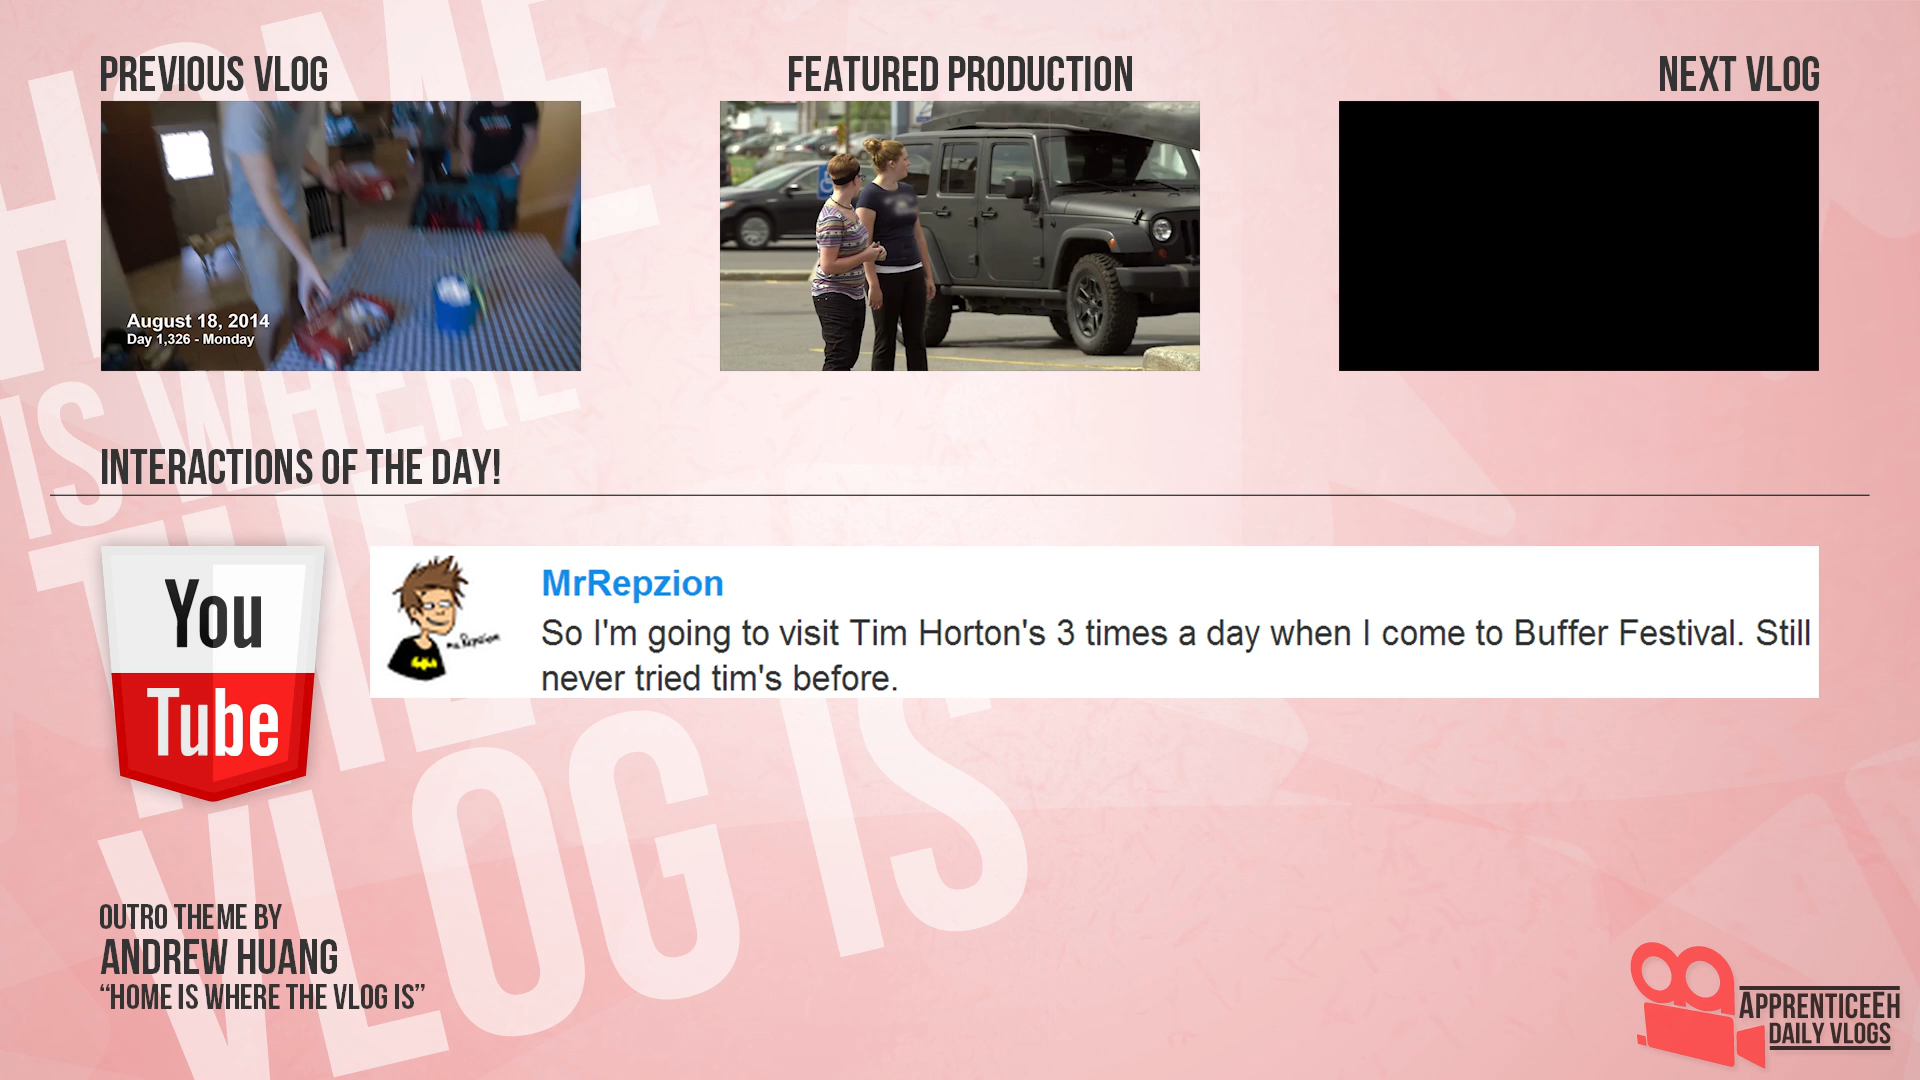 PREVIOUS VLOG
FEATURED PRODUCTION
NEXT VLOG
August 18, 2014
Day 1,326 - Monday
INTERACTIONS OF THE DAY!
You
Tube
MrRepzion
mr.Repzion
So I'm going to visit Tim Horton's 3 times a day when I come to Buffer Festival. Still
never tried tim's before.
HOME
IS WHERE
THE
VLOG IS
OUTRO THEME BY
ANDREW HUANG
“HOME IS WHERE THE VLOG IS”
APPRENTICEEH
DAILY VLOGS